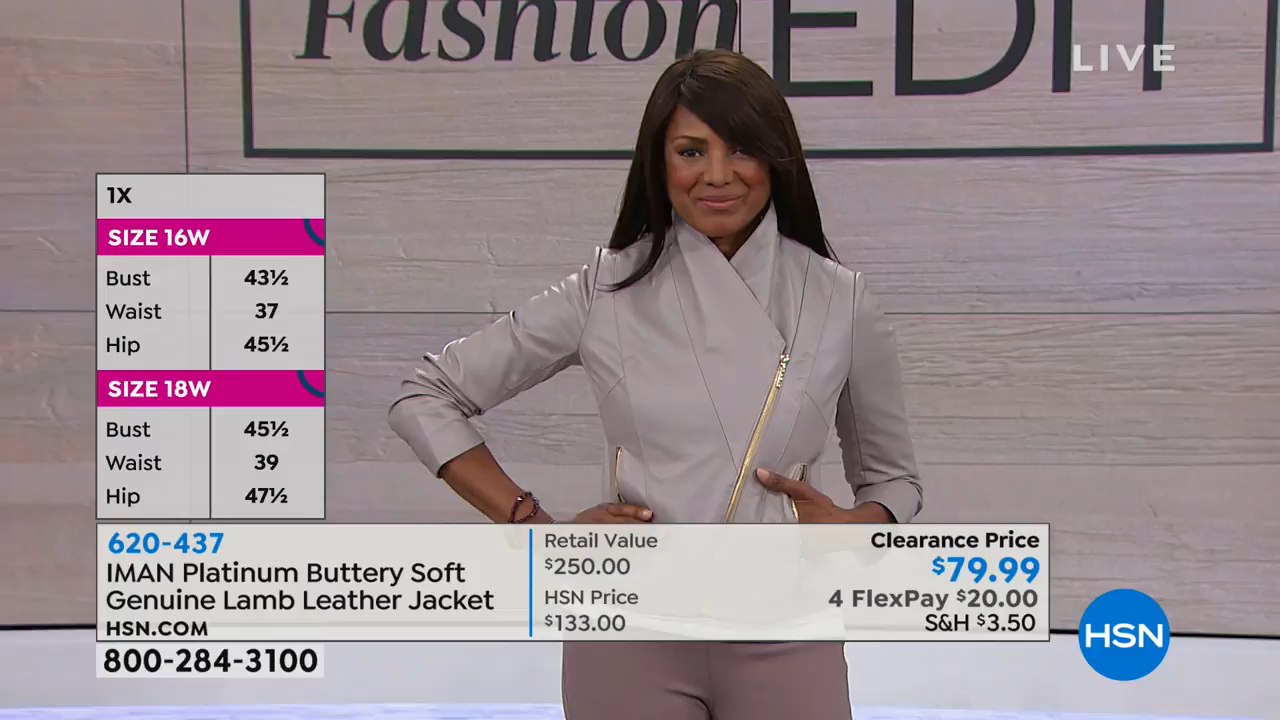 Fashion EDIT
LIVE
1X
SIZE 16W
Bust 43½
Waist 37
Hip 45½
SIZE 18W
Bust 45½
Waist 39
Hip 47½
620-437
IMAN Platinum Buttery Soft
Genuine Lamb Leather Jacket
HSN.COM
800-284-3100
Retail Value
$250.00
HSN Price
$133.00
Clearance Price
$79.99
4 FlexPay $20.00
S&H $3.50
HSN